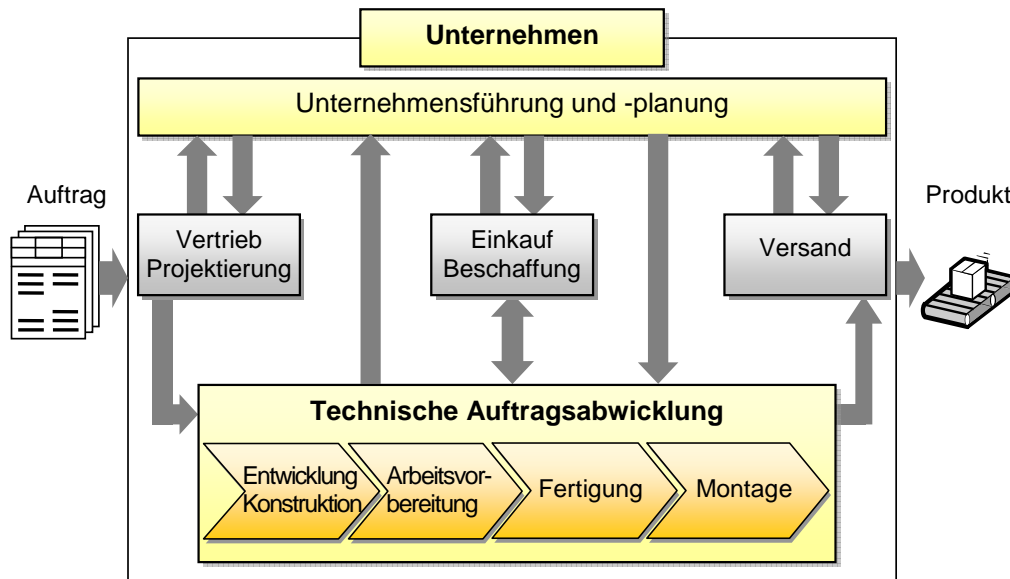 Unternehmen
Unternehmensführung und -planung
Auftrag
Produkt
Vertrieb
Projektierung
Einkauf
Beschaffung
Versand
Technische Auftragsabwicklung
Entwicklung
Konstruktion
Arbeitsvor-
bereitung
Fertigung
Montage